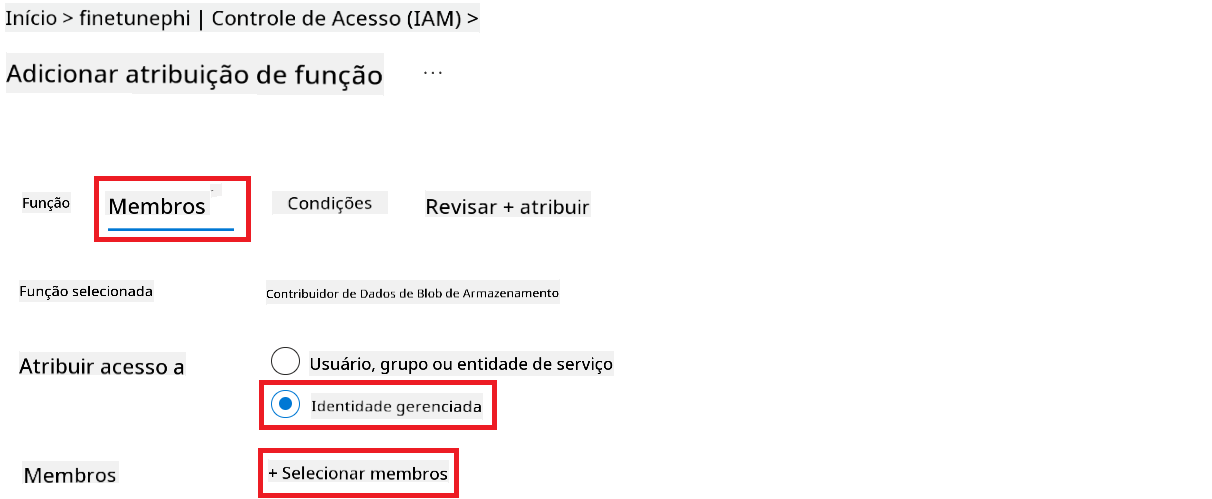 Início > finetunephi | Controle de Acesso (IAM) >
Adicionar atribuição de função ...
Função Membros Condições Revisar + atribuir
Função selecionada Contribuidor de Dados de Blob de Armazenamento
Atribuir acesso a Usuário, grupo ou entidade de serviço
Identidade gerenciada
Membros + Selecionar membros